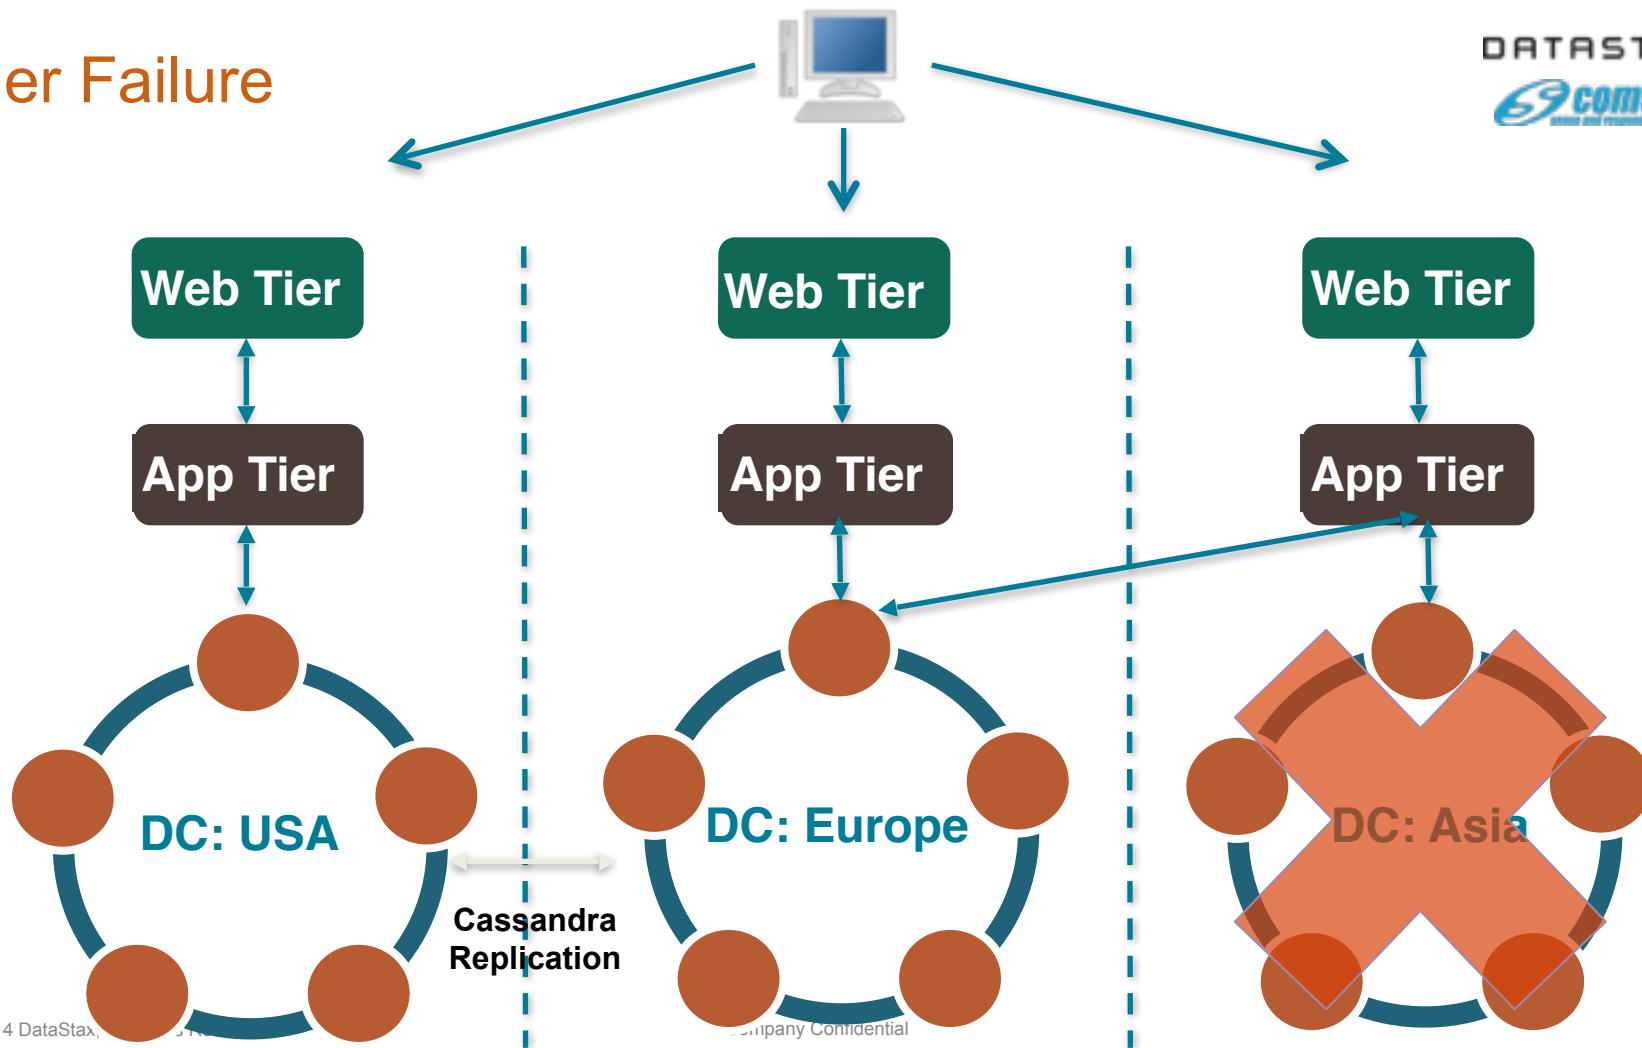 er Failure
DATAST
Web Tier
Web Tier
Web Tier
App Tier
App Tier
App Tier
DC: USA
DC: Europe
DC: Asia
Cassandra
Replication
4 DataStax,
Confidential